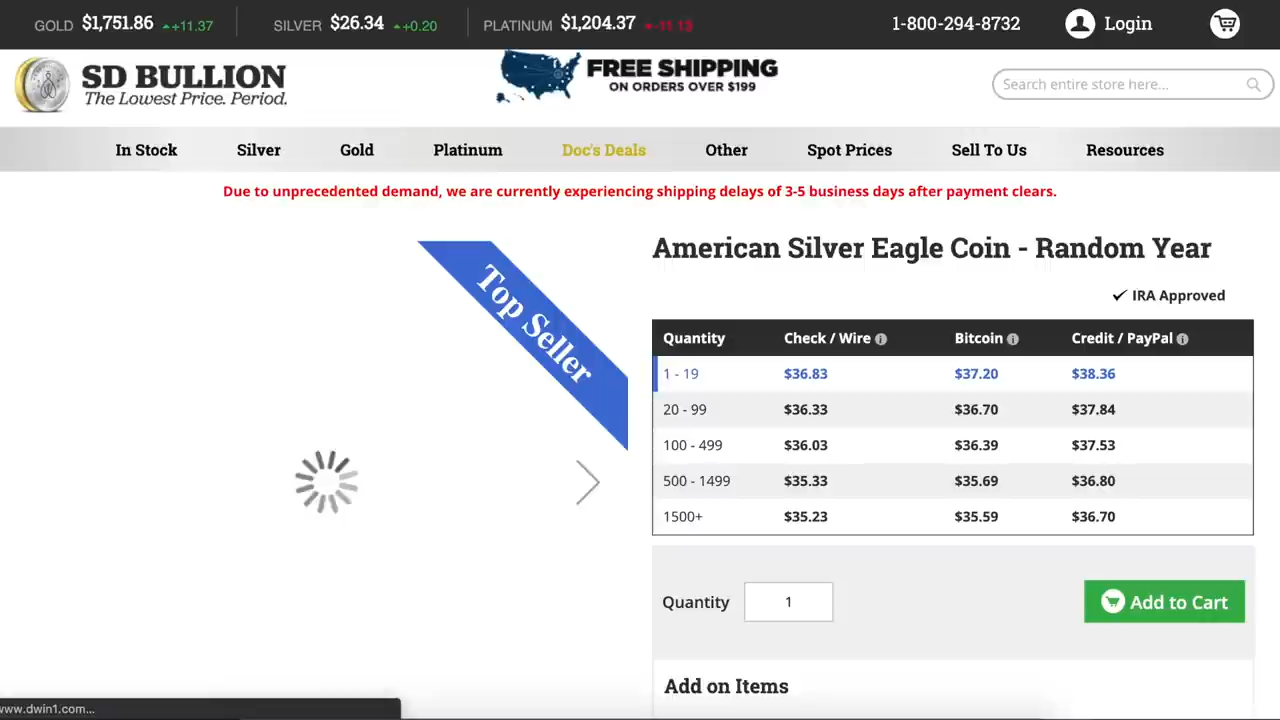 GOLD $1,751.86 +11.37 SILVER $26.34 +0.20 PLATINUM $1,204.37 -11.13 1-800-294-8732 Login
SD BULLION
The Lowest Price. Period.
FREE SHIPPING
ON ORDERS OVER $199
Search entire store here...
In Stock Silver Gold Platinum Doc's Deals Other Spot Prices Sell To Us Resources
Due to unprecedented demand, we are currently experiencing shipping delays of 3-5 business days after payment clears.
Top Seller
American Silver Eagle Coin - Random Year
IRA Approved
Quantity Check / Wire Bitcoin Credit / PayPal
1 - 19 $36.83 $37.20 $38.36
20 - 99 $36.33 $36.70 $37.84
100 - 499 $36.03 $36.39 $37.53
500 - 1499 $35.33 $35.69 $36.80
1500+ $35.23 $35.59 $36.70
Quantity 1 Add to Cart
Add on Items
www.dwin1.com...